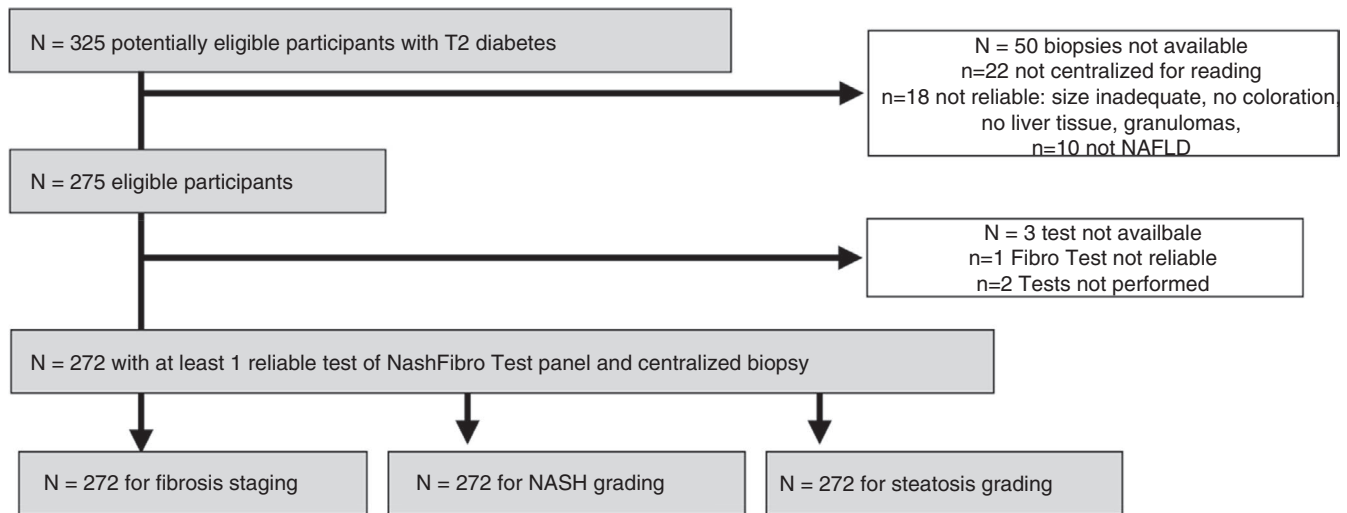 N = 325 potentially eligible participants with T2 diabetes
N = 50 biopsies not available
n=22 not centralized for reading
n=18 not reliable: size inadequate, no coloration,
no liver tissue, granulomas,
n=10 not NAFLD
N = 275 eligible participants
N = 3 test not availbale
n=1 Fibro Test not reliable
n=2 Tests not performed
N = 272 with at least 1 reliable test of NashFibro Test panel and centralized biopsy
N = 272 for fibrosis staging
N = 272 for NASH grading
N = 272 for steatosis grading